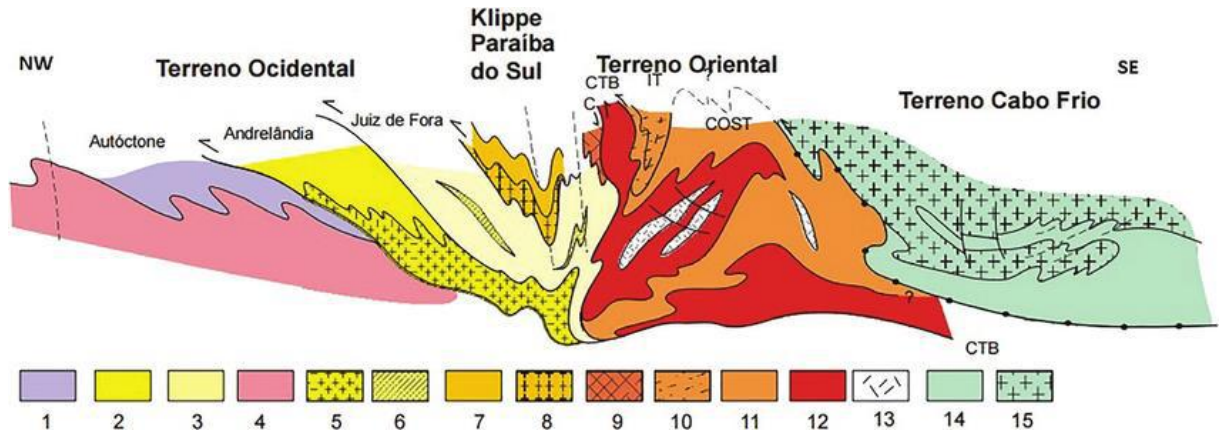 NW
Terreno Ocidental
Klippe
Paraíba
do Sul
Terreno Oriental
SE
Terreno Cabo Frio
Autóctone
Andrelândia
Juiz de Fora
CTB
C
IT
?
COST
?
CTB
1 2 3 4 5 6 7 8 9 10 11 12 13 14 15